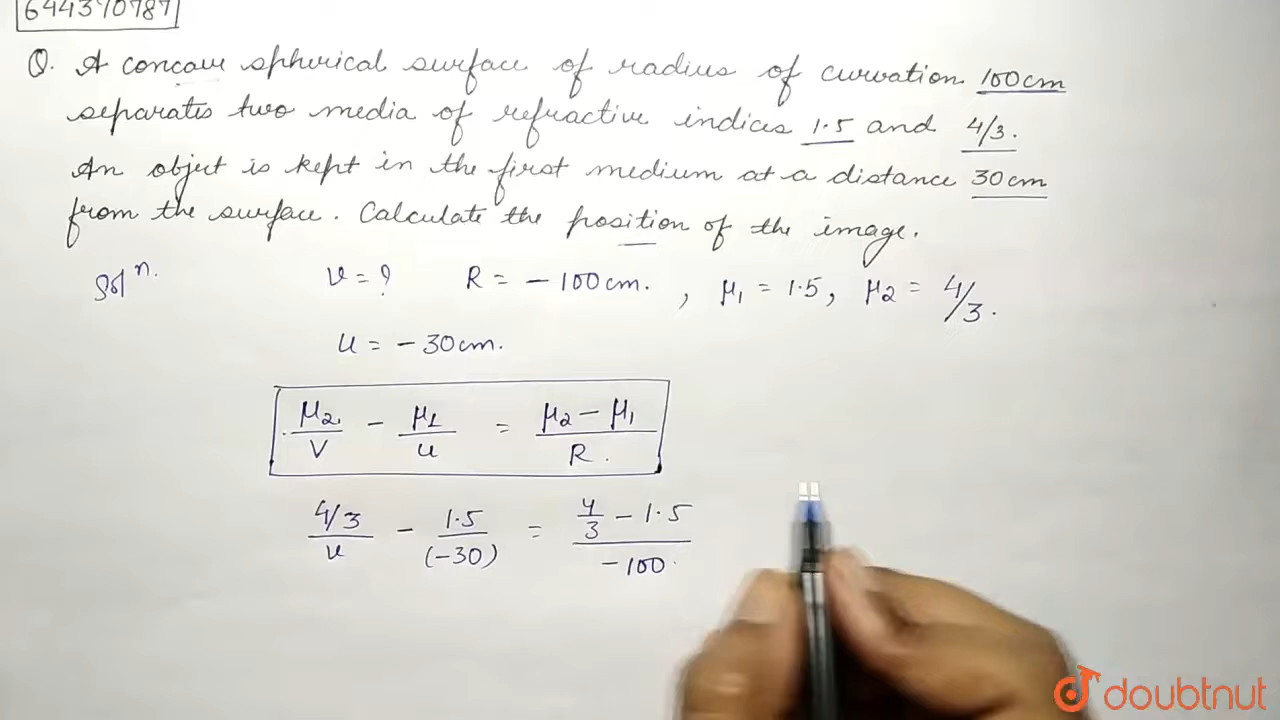 644370787
Q. A concave spherical surface of radius of curvation 100cm
separates two media of refractive indices 1.5 and 4/3.
An object is kept in the first medium at a distance 30cm
from the surface. Calculate the position of the image.
Solⁿ. v = ? R = - 100cm. , μ1 = 1.5, μ2 = 4/3.
u = - 30cm.
μ2/v - μ1/u = μ2 - μ1/R.
4/3/v - 1.5/(-30) = 4/3 - 1.5/-100.
doubtnut